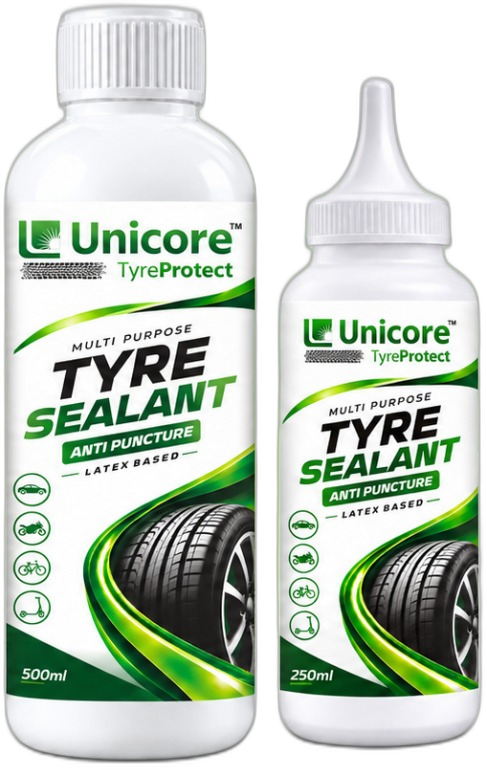 Unicore™
TyreProtect
MULTI PURPOSE
TYRE
SEALANT
ANTI PUNCTURE
LATEX BASED
500ml
Unicore™
TyreProtect
MULTI PURPOSE
TYRE
SEALANT
ANTI PUNCTURE
LATEX BASED
250ml